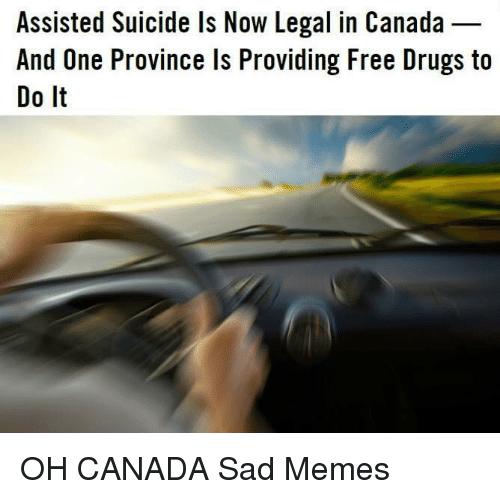 Assisted Suicide Is Now Legal in Canada —
And One Province Is Providing Free Drugs to
Do It
OH CANADA Sad Memes